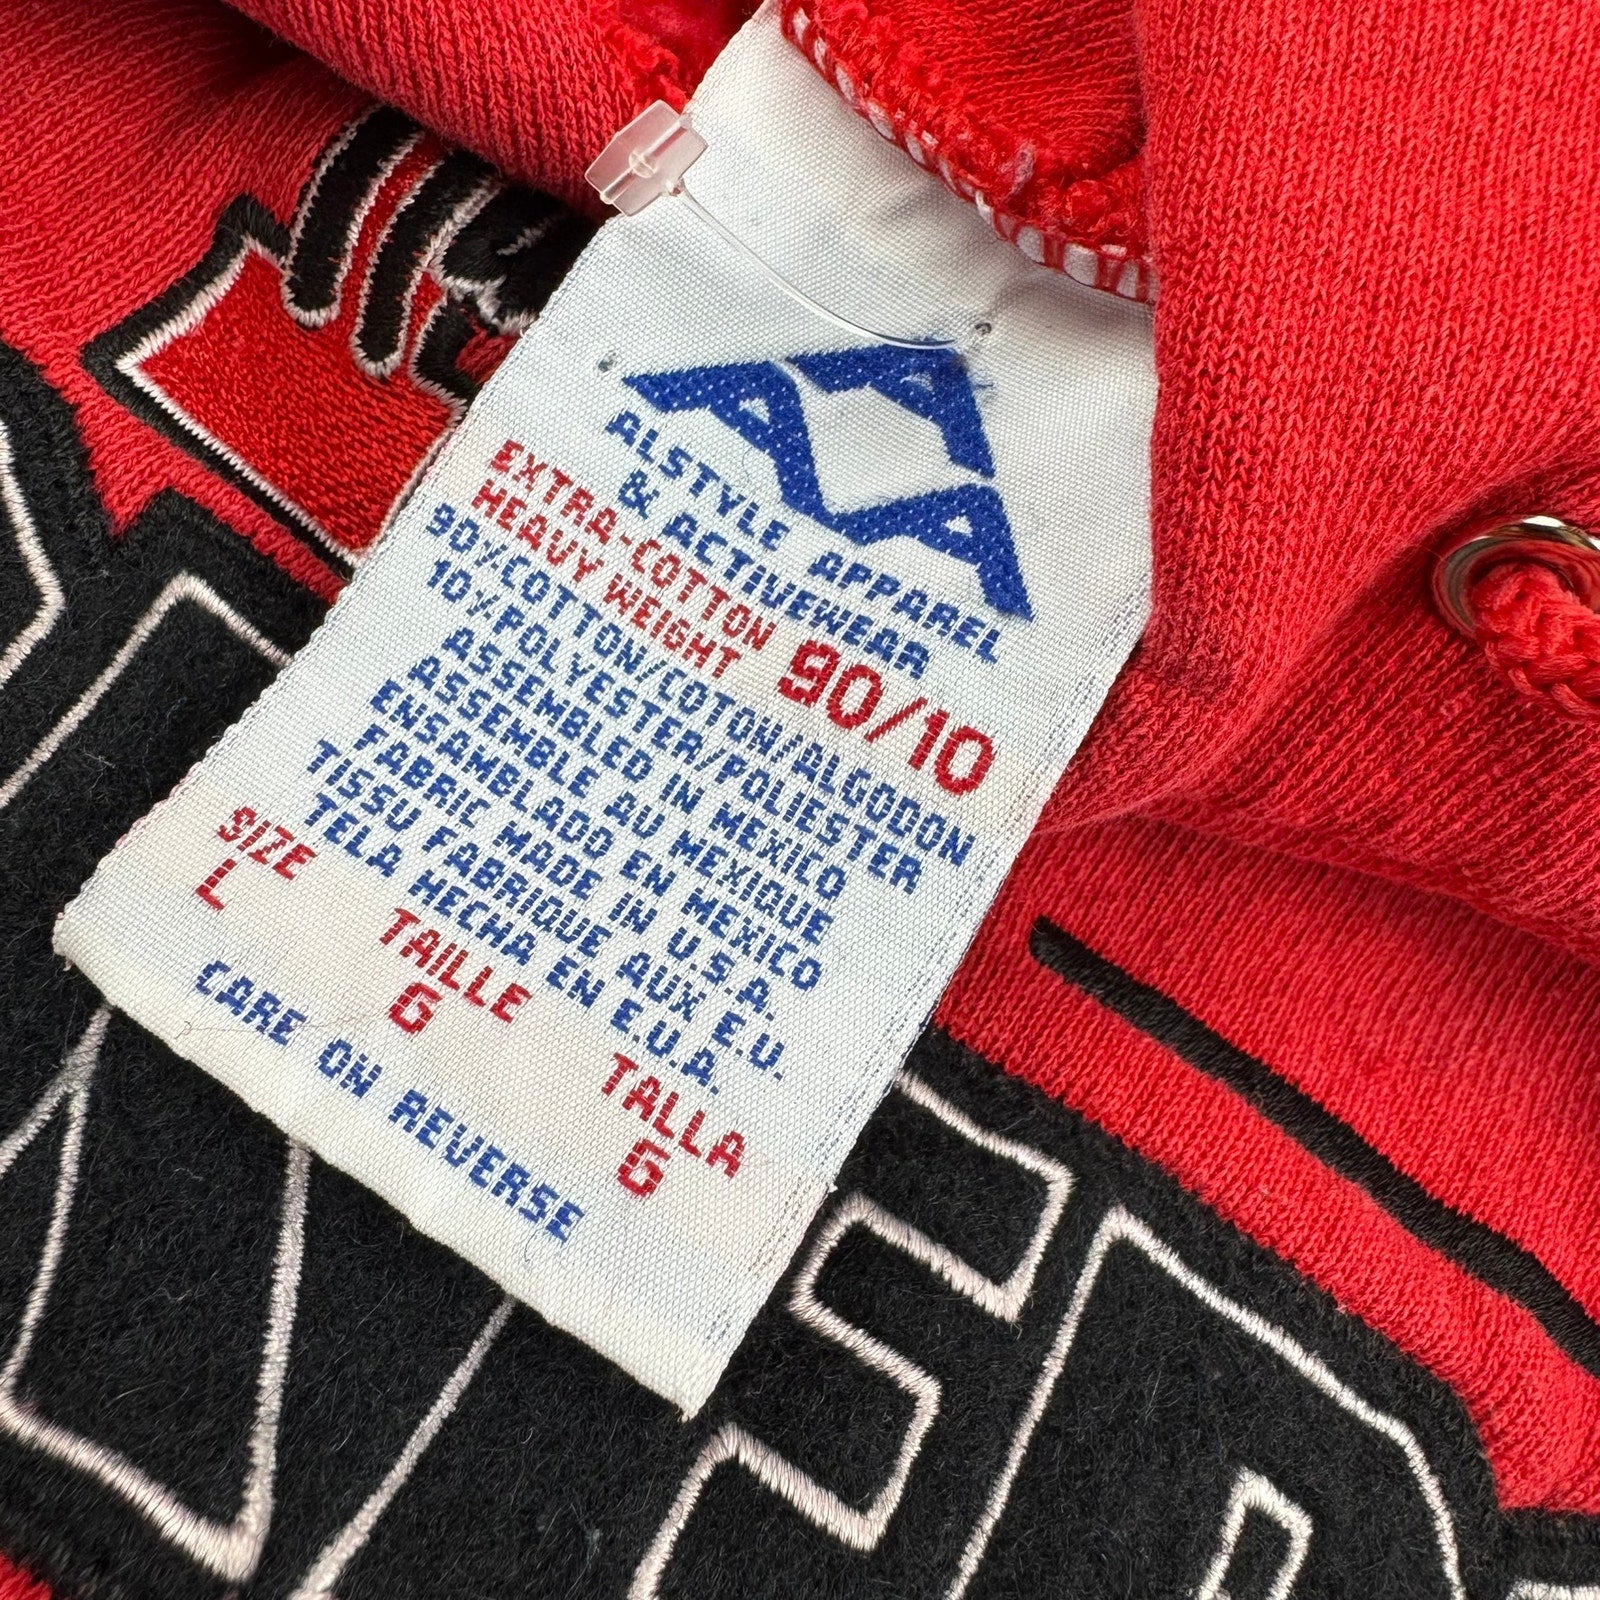 AAA
ALSTYLE APPAREL
& ACTIVEWEAR
EXTRA-COTTON
HEAVY WEIGHT 90/10
90%COTTON/COTON/ALGODON
10%POLYESTER/POLIESTER
ASSEMBLED IN MEXICO
ASSEMBLE AU MEXIQUE
ENSAMBLADO EN MEXICO
FABRIC MADE IN U.S.A.
TISSU FABRIQUE AUX E.U.
TELA HECHA EN E.U.A.
SIZE TAILLE TALLA
L G G
CARE ON REVERSE